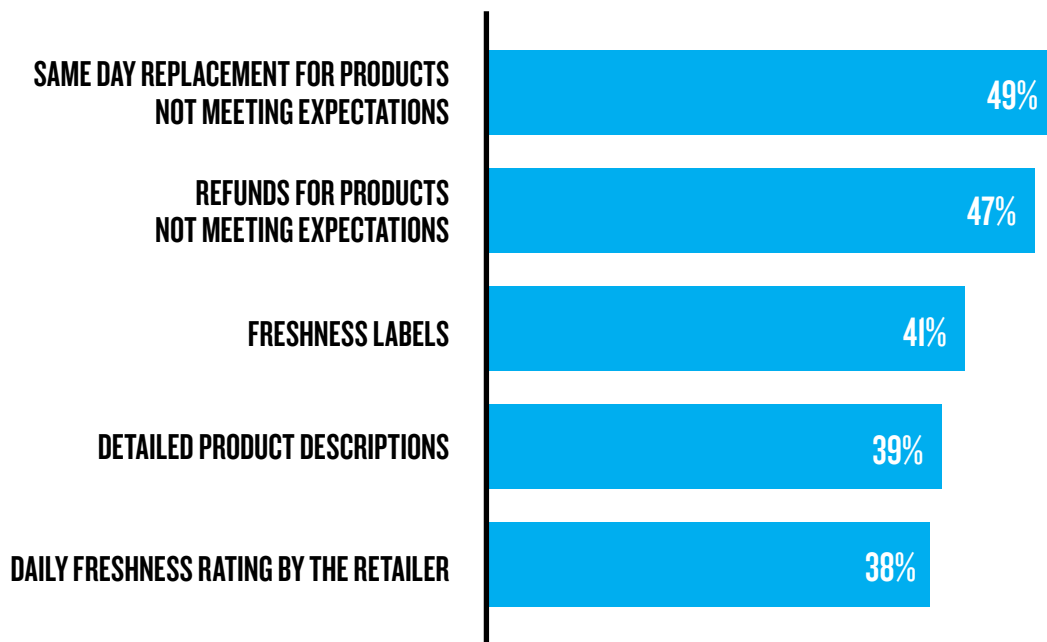 SAME DAY REPLACEMENT FOR PRODUCTS
NOT MEETING EXPECTATIONS
49%
REFUNDS FOR PRODUCTS
NOT MEETING EXPECTATIONS
47%
FRESHNESS LABELS
41%
DETAILED PRODUCT DESCRIPTIONS
39%
DAILY FRESHNESS RATING BY THE RETAILER
38%